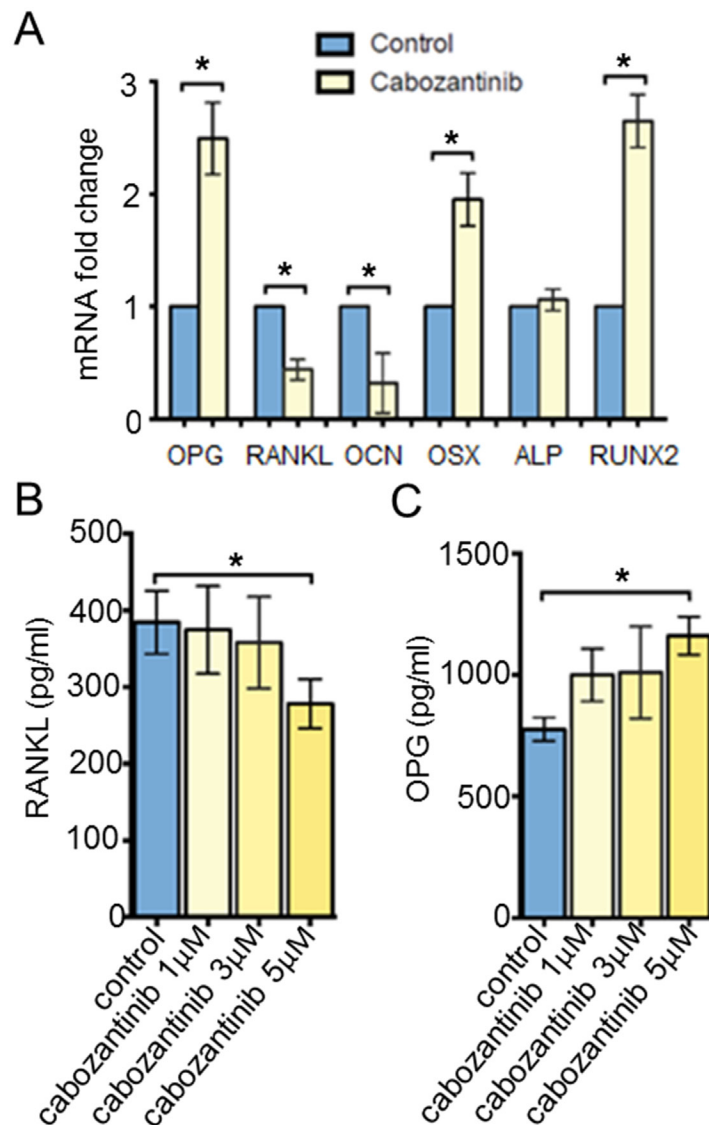 A
Control
Cabozantinib
mRNA fold change
3
2
1
0
* * * * *
OPG RANKL OCN OSX ALP RUNX2
B
RANKL (pg/ml)
500
400
300
200
100
0
*
control
cabozantinib 1µM
cabozantinib 3µM
cabozantinib 5µM
C
OPG (pg/ml)
1500
1000
500
0
*
control
cabozantinib 1µM
cabozantinib 3µM
cabozantinib 5µM